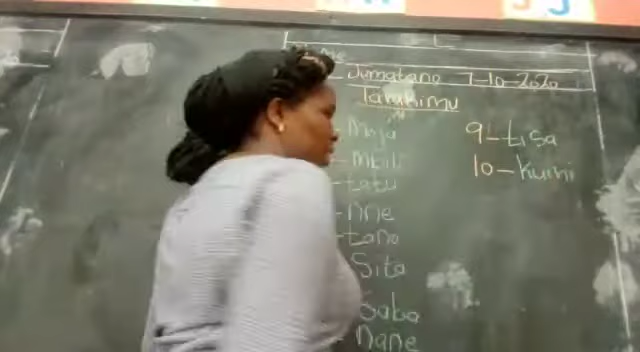 Jumatano 7-10-2020
Tarakimu
- Moja
- Mbili
- tatu
- nne
- tano
Sita
Saba
nane
9 - tisa
10 - kumi